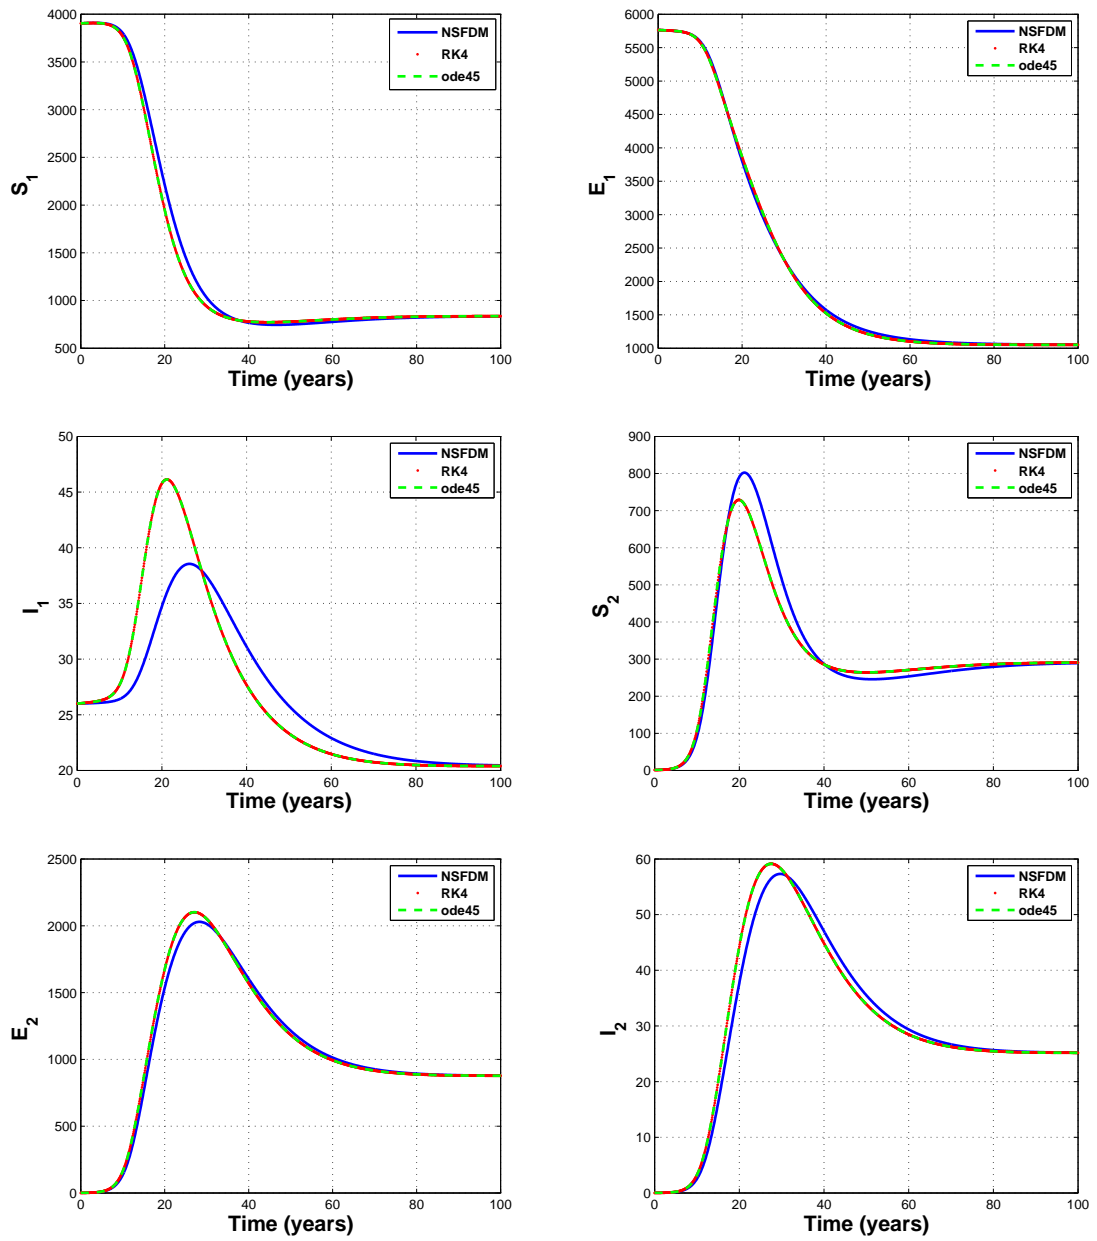 4000
3500
3000
2500
2000
1500
1000
500
S1
0 20 40 60 80 100
Time (years)
NSFDM
RK4
ode45
6000
5500
5000
4500
4000
3500
3000
2500
2000
1500
1000
E1
0 20 40 60 80 100
Time (years)
NSFDM
RK4
ode45
50
45
40
35
30
25
20
I1
0 20 40 60 80 100
Time (years)
NSFDM
RK4
ode45
900
800
700
600
500
400
300
200
100
0
S2
0 20 40 60 80 100
Time (years)
NSFDM
RK4
ode45
2500
2000
1500
1000
500
0
E2
0 20 40 60 80 100
Time (years)
NSFDM
RK4
ode45
60
50
40
30
20
10
0
I2
0 20 40 60 80 100
Time (years)
NSFDM
RK4
ode45